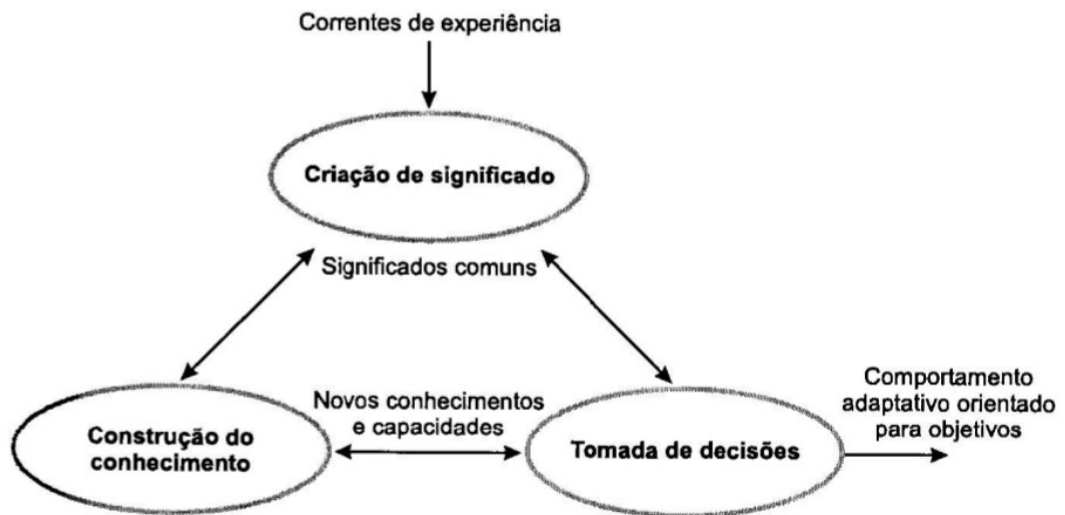 Correntes de experiência
Criação de significado
Significados comuns
Novos conhecimentos
e capacidades
Construção do
conhecimento
Tomada de decisões
Comportamento
adaptativo orientado
para objetivos